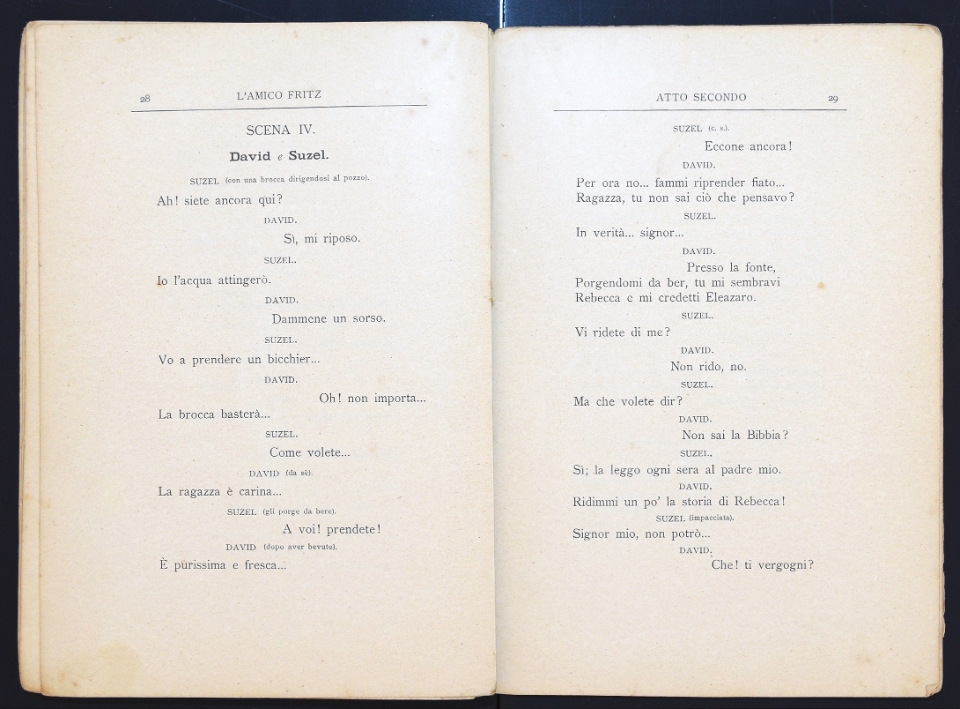 28
L'AMICO FRITZ
SCENA IV.
David e Suzel.
SUZEL (con una brocca dirigendosi al pozzo).
Ah! siete ancora qui?
DAVID.
Sì, mi riposo.
SUZEL.
Io l'acqua attingerò.
DAVID.
Dammene un sorso.
SUZEL.
Vo a prendere un bicchier...
DAVID.
Oh! non importa...
La brocca basterà...
SUZEL.
Come volete...
DAVID (da sè).
La ragazza è carina...
SUZEL (gli porge da bere).
A voi! prendete!
DAVID (dopo aver bevuto).
È purissima e fresca...
ATTO SECONDO
29
SUZEL (c. s.).
Eccone ancora!
DAVID.
Per ora no... fammi riprender fiato...
Ragazza, tu non sai ciò che pensavo?
SUZEL.
In verità... signor...
DAVID.
Presso la fonte,
Porgendomi da ber, tu mi sembravi
Rebecca e mi credetti Eleazaro.
SUZEL.
Vi ridete di me?
DAVID.
Non rido, no.
SUZEL.
Ma che volete dir?
DAVID.
Non sai la Bibbia?
SUZEL.
Sì; la leggo ogni sera al padre mio.
DAVID.
Ridimmi un po' la storia di Rebecca!
SUZEL (impacciata).
Signor mio, non potrò...
DAVID.
Che! ti vergogni?